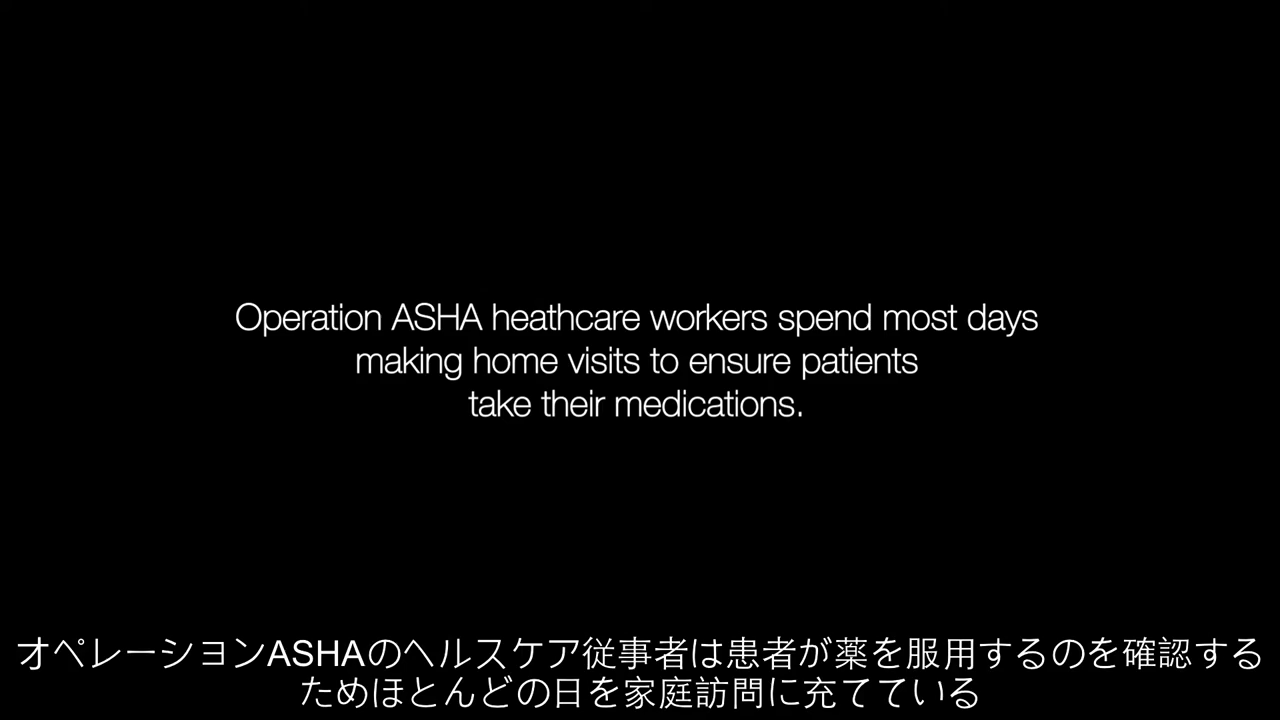 Operation ASHA heathcare workers spend most days
making home visits to ensure patients
take their medications.
オペレーションASHAのヘルスケア従事者は患者が薬を服用するのを確認する
ためほとんどの日を家庭訪問に充てている